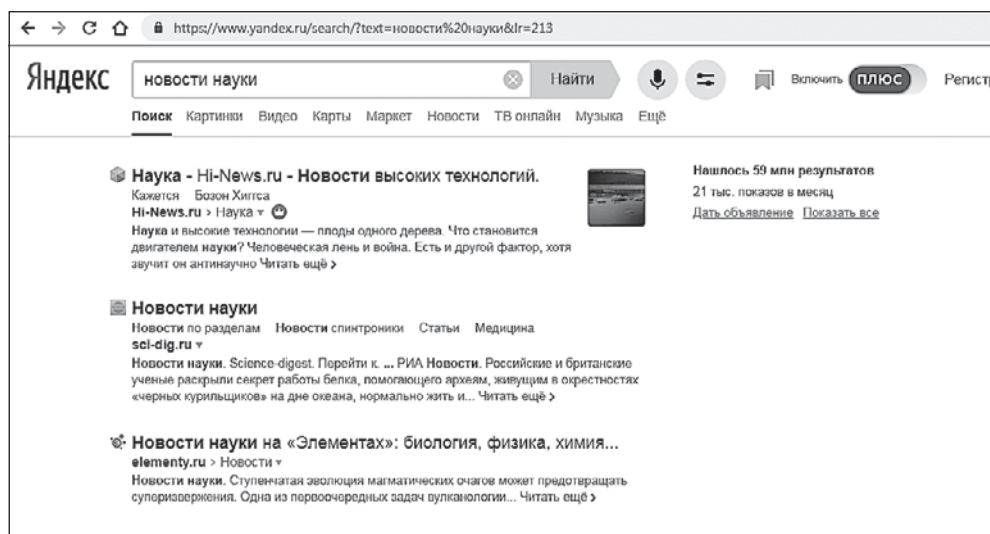 https://www.yandex.ru/search/?text=новости%20науки&lr=213
Яндекс
новости науки
Найти
Включить ПЛЮС
Регистр
Поиск Картинки Видео Карты Маркет Новости ТВ онлайн Музыка Ещё
Наука - Hi-News.ru - Новости высоких технологий.
Кажется Бозон Хиггса
Hi-News.ru › Наука
Наука и высокие технологии — плоды одного дерева. Что становится
двигателем науки? Человеческая лень и война. Есть и другой фактор, хотя
звучит он антинаучно Читать ещё ›
Нашлось 59 млн результатов
21 тыс. показов в месяц
Дать объявление Показать все
Новости науки
Новости по разделам Новости спинтроники Статьи Медицина
sci-dig.ru
Новости науки. Science-digest. Перейти к. ... РИА Новости. Российские и британские
ученые раскрыли секрет работы белка, помогающего археям, живущим в окрестностях
«черных курильщиков» на дне океана, нормально жить и... Читать ещё ›
Новости науки на «Элементах»: биология, физика, химия...
elementy.ru › Новости
Новости науки. Ступенчатая эволюция магматических очагов может предотвращать
суперизвержения. Одна из первоочередных задач вулканологии... Читать ещё ›